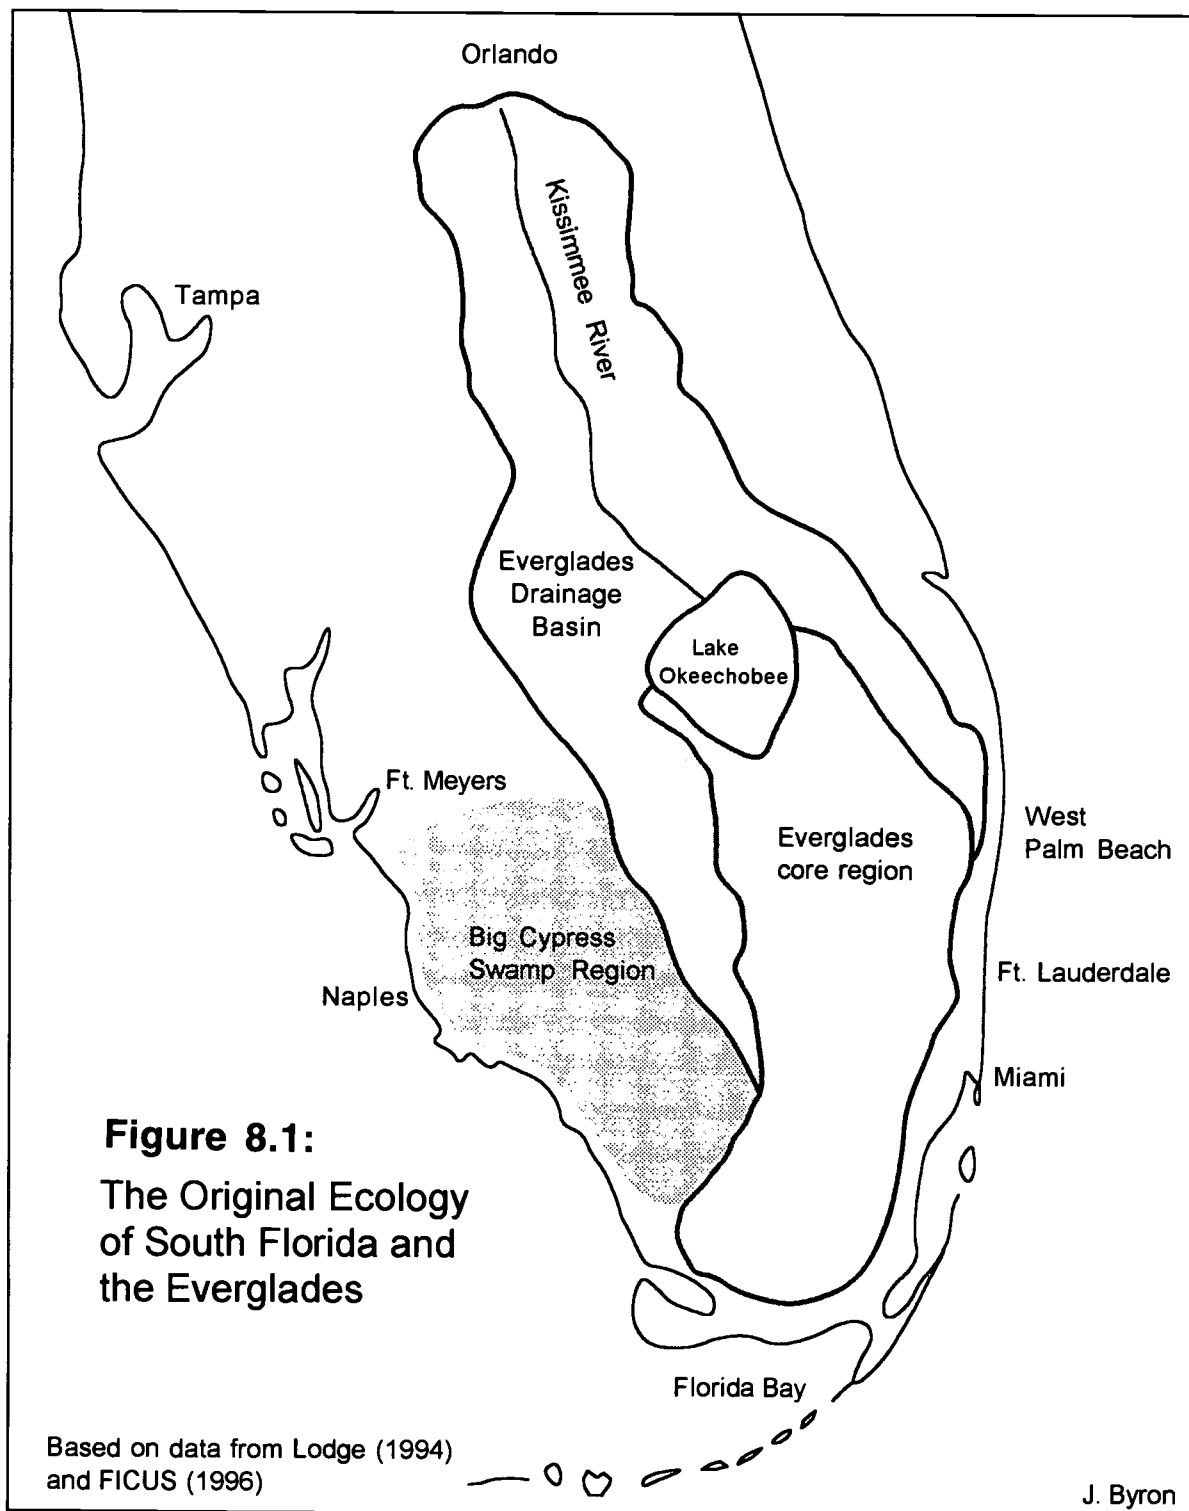 Orlando
Kissimmee River
Tampa
Everglades
Drainage
Basin
Lake
Okeechobee
Ft. Meyers
West
Palm Beach
Everglades
core region
Big Cypress
Swamp Region
Naples
Ft. Lauderdale
Miami
Figure 8.1:
The Original Ecology
of South Florida and
the Everglades
Florida Bay
Based on data from Lodge (1994)
and FICUS (1996)
J. Byron